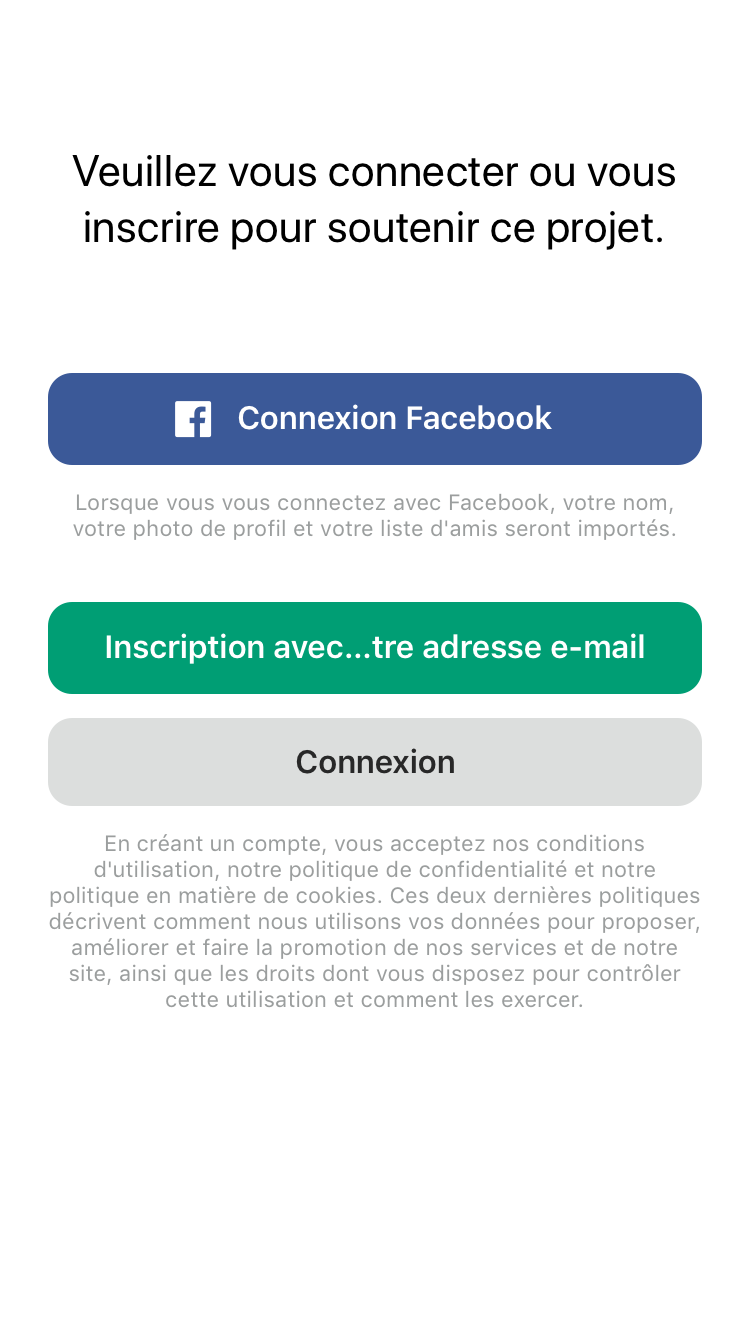 Veuillez vous connecter ou vous
inscrire pour soutenir ce projet.
Connexion Facebook
Lorsque vous vous connectez avec Facebook, votre nom,
votre photo de profil et votre liste d'amis seront importés.
Inscription avec...tre adresse e-mail
Connexion
En créant un compte, vous acceptez nos conditions
d'utilisation, notre politique de confidentialité et notre
politique en matière de cookies. Ces deux dernières politiques
décrivent comment nous utilisons vos données pour proposer,
améliorer et faire la promotion de nos services et de notre
site, ainsi que les droits dont vous disposez pour contrôler
cette utilisation et comment les exercer.